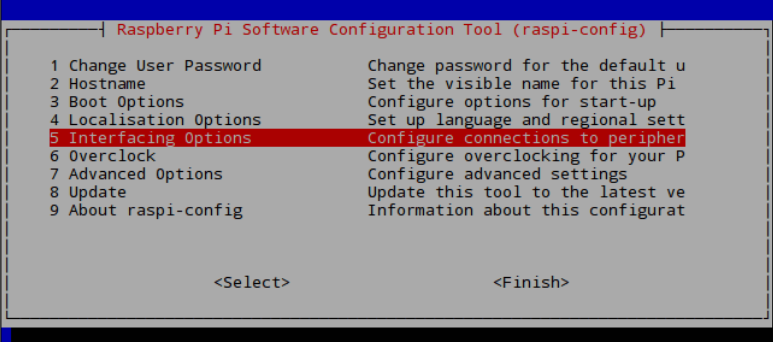 Raspberry Pi Software Configuration Tool (raspi-config)
1 Change User Password Change password for the default u
2 Hostname Set the visible name for this Pi
3 Boot Options Configure options for start-up
4 Localisation Options Set up language and regional sett
5 Interfacing Options Configure connections to peripher
6 Overclock Configure overclocking for your P
7 Advanced Options Configure advanced settings
8 Update Update this tool to the latest ve
9 About raspi-config Information about this configurat
<Select> <Finish>